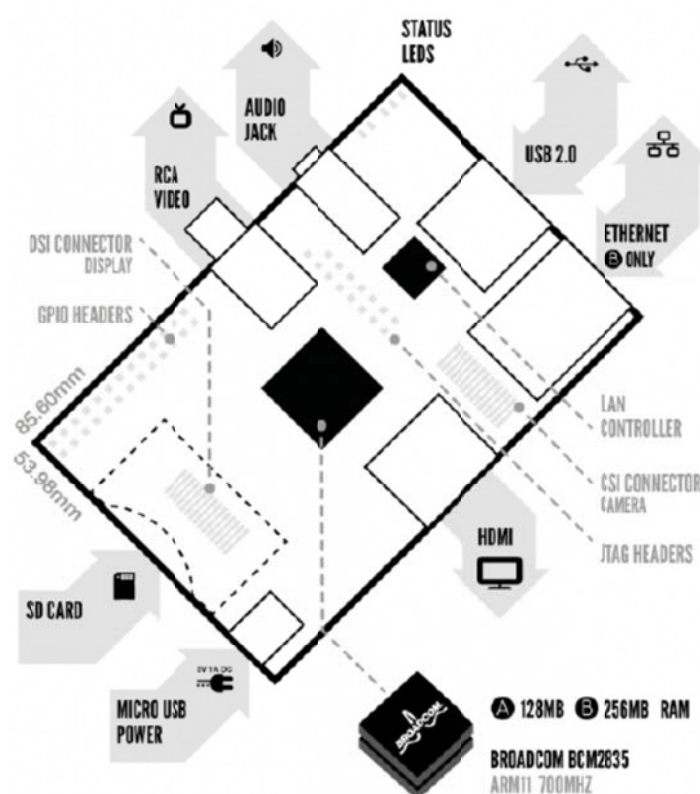 STATUS
LEDS
AUDIO
JACK
USB 2.0
RCA
VIDEO
ETHERNET
B ONLY
DSI CONNECTOR
DISPLAY
GPIO HEADERS
85.60mm
53.98mm
LAN
CONTROLLER
CSI CONNECTOR
CAMERA
JTAG HEADERS
HDMI
SD CARD
5V 1A DC
MICRO USB
POWER
BROADCOM
A 128MB B 256MB RAM
BROADCOM BCM2835
ARM11 700MHZ